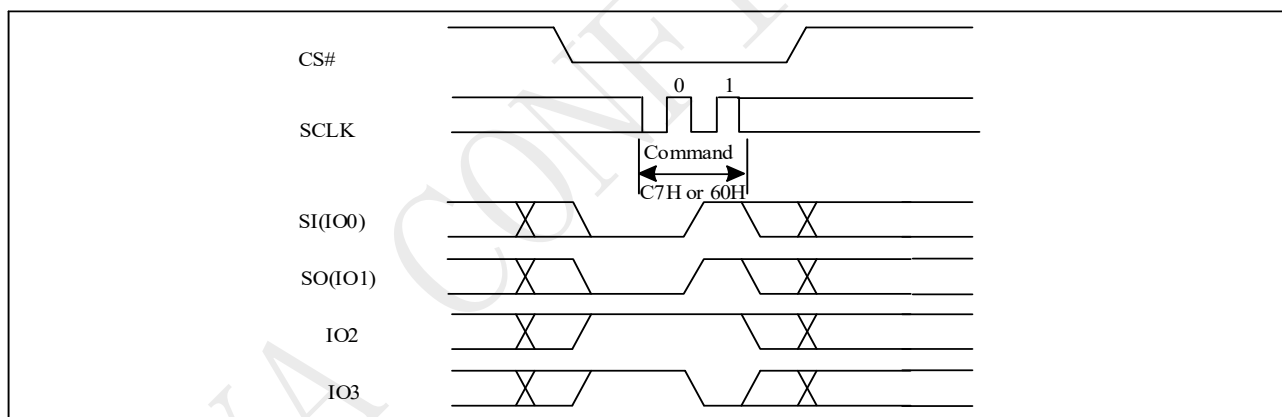 CS#
0 1
SCLK
Command
C7H or 60H
SI(IO0)
SO(IO1)
IO2
IO3